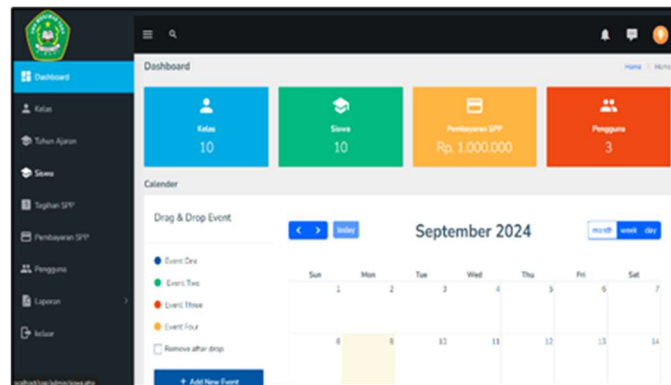 Dashboard
Kelas
Tahun Ajaran
Siswa
Tagihan SPP
Pembayaran SPP
Pengguna
Laporan
keluar
Dashboard
Home
Home
Kelas
10
Siswa
10
Pembayaran SPP
Rp. 1.000.000
Pengguna
3
Calender
Drag & Drop Event
Event One
Event Two
Event Three
Event Four
Remove after drop
+ Add New Event
today
September 2024
month week day
Sun Mon Tue Wed Thu Fri Sat
1 2 3 4 5 6 7
8 9 10 11 12 13 14